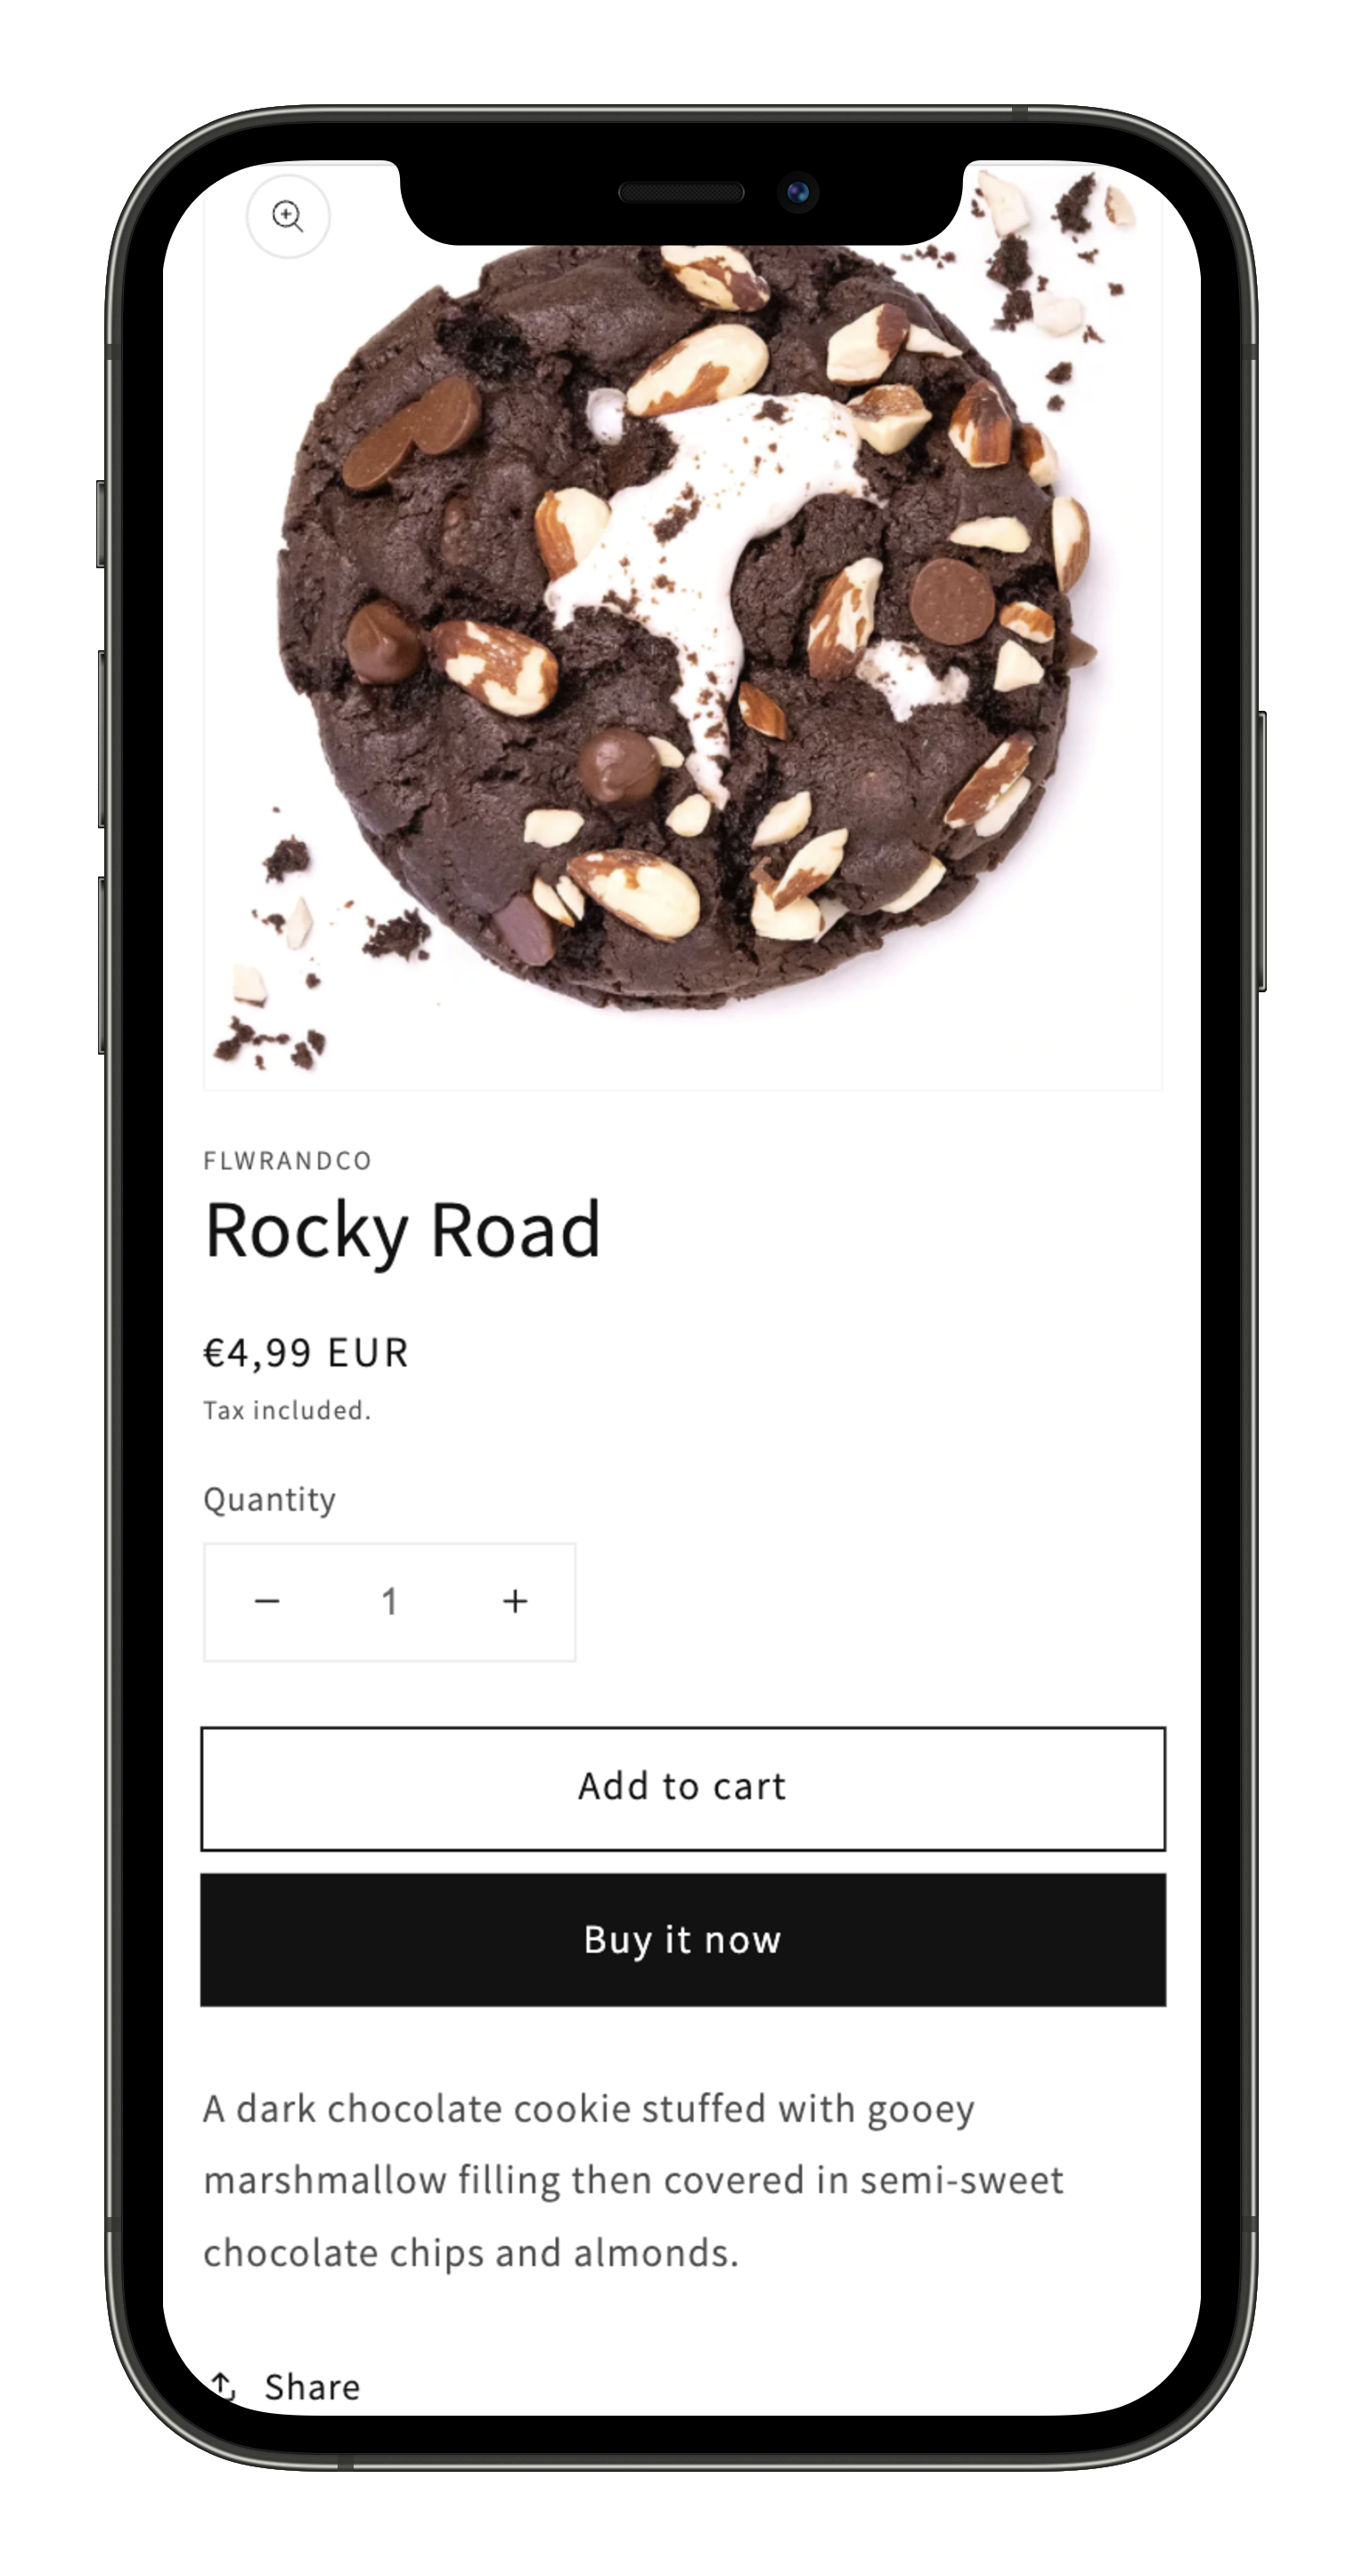 FLWRANDCO
Rocky Road
€4,99 EUR
Tax included.
Quantity
− 1 +
Add to cart
Buy it now
A dark chocolate cookie stuffed with gooey
marshmallow filling then covered in semi-sweet
chocolate chips and almonds.
Share